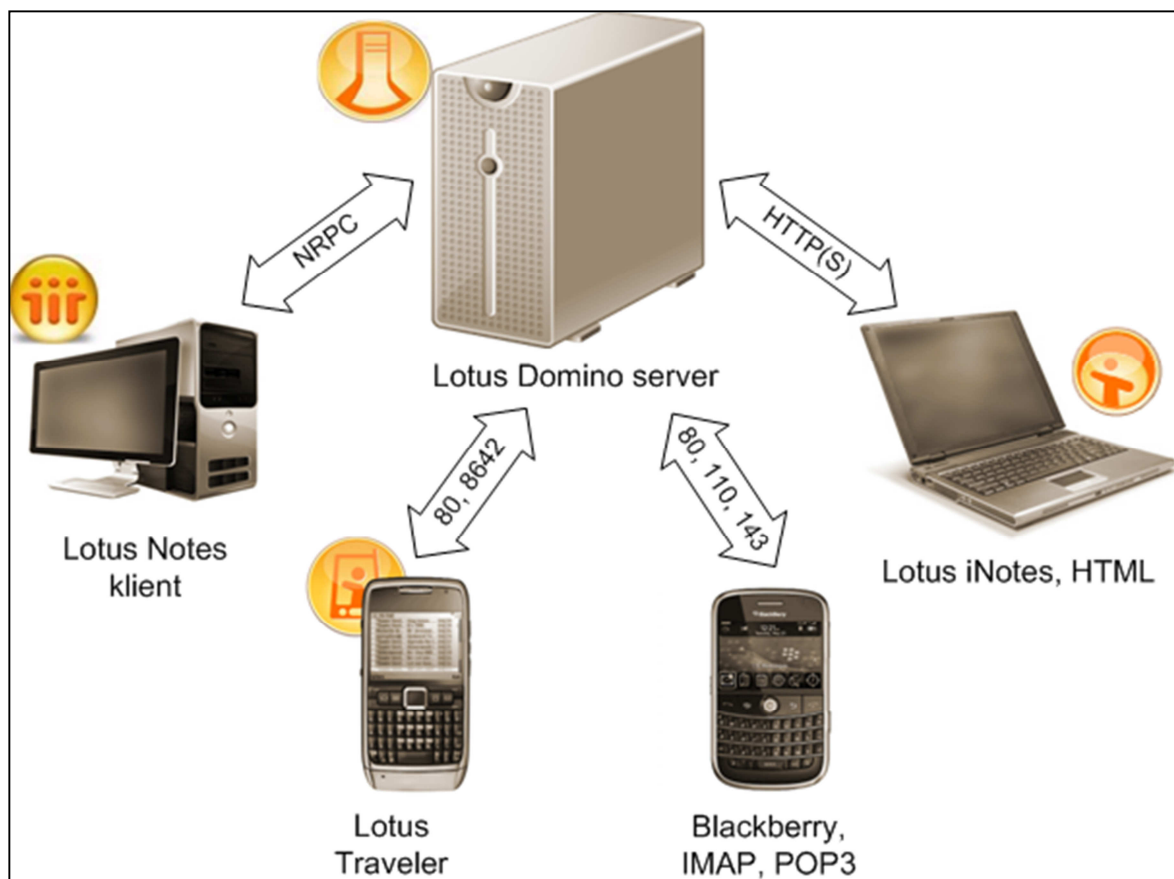 NRPC
HTTP(S)
Lotus Domino server
80, 8642
80, 110, 143
Lotus Notes
klient
Lotus iNotes, HTML
Lotus
Traveler
Blackberry,
IMAP, POP3